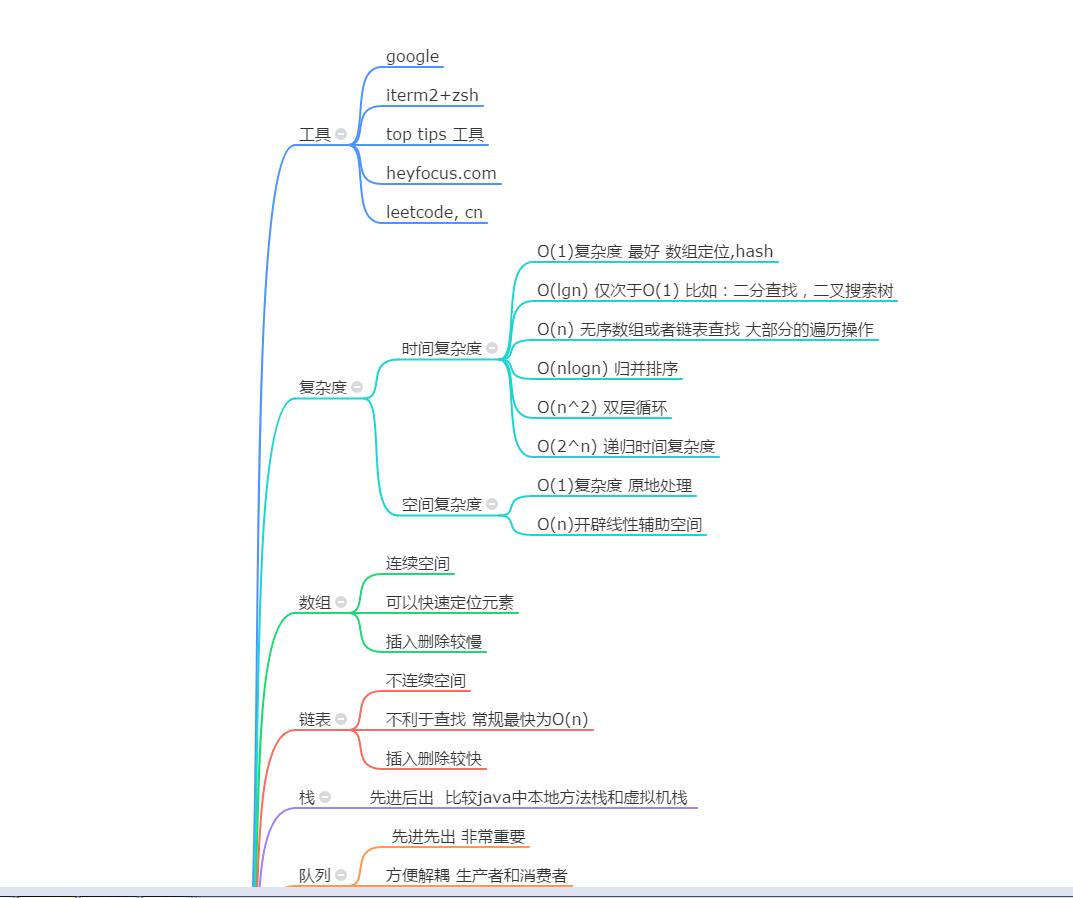 google
iterm2+zsh
工具
top tips 工具
heyfocus.com
leetcode, cn
复杂度
时间复杂度
O(1)复杂度 最好 数组定位,hash
O(lgn) 仅次于O(1) 比如：二分查找，二叉搜索树
O(n) 无序数组或者链表查找 大部分的遍历操作
O(nlogn) 归并排序
O(n^2) 双层循环
O(2^n) 递归时间复杂度
空间复杂度
O(1)复杂度 原地处理
O(n)开辟线性辅助空间
数组
连续空间
可以快速定位元素
插入删除较慢
链表
不连续空间
不利于查找 常规最快为O(n)
插入删除较快
栈
先进后出 比较java中本地方法栈和虚拟机栈
队列
先进先出 非常重要
方便解耦 生产者和消费者